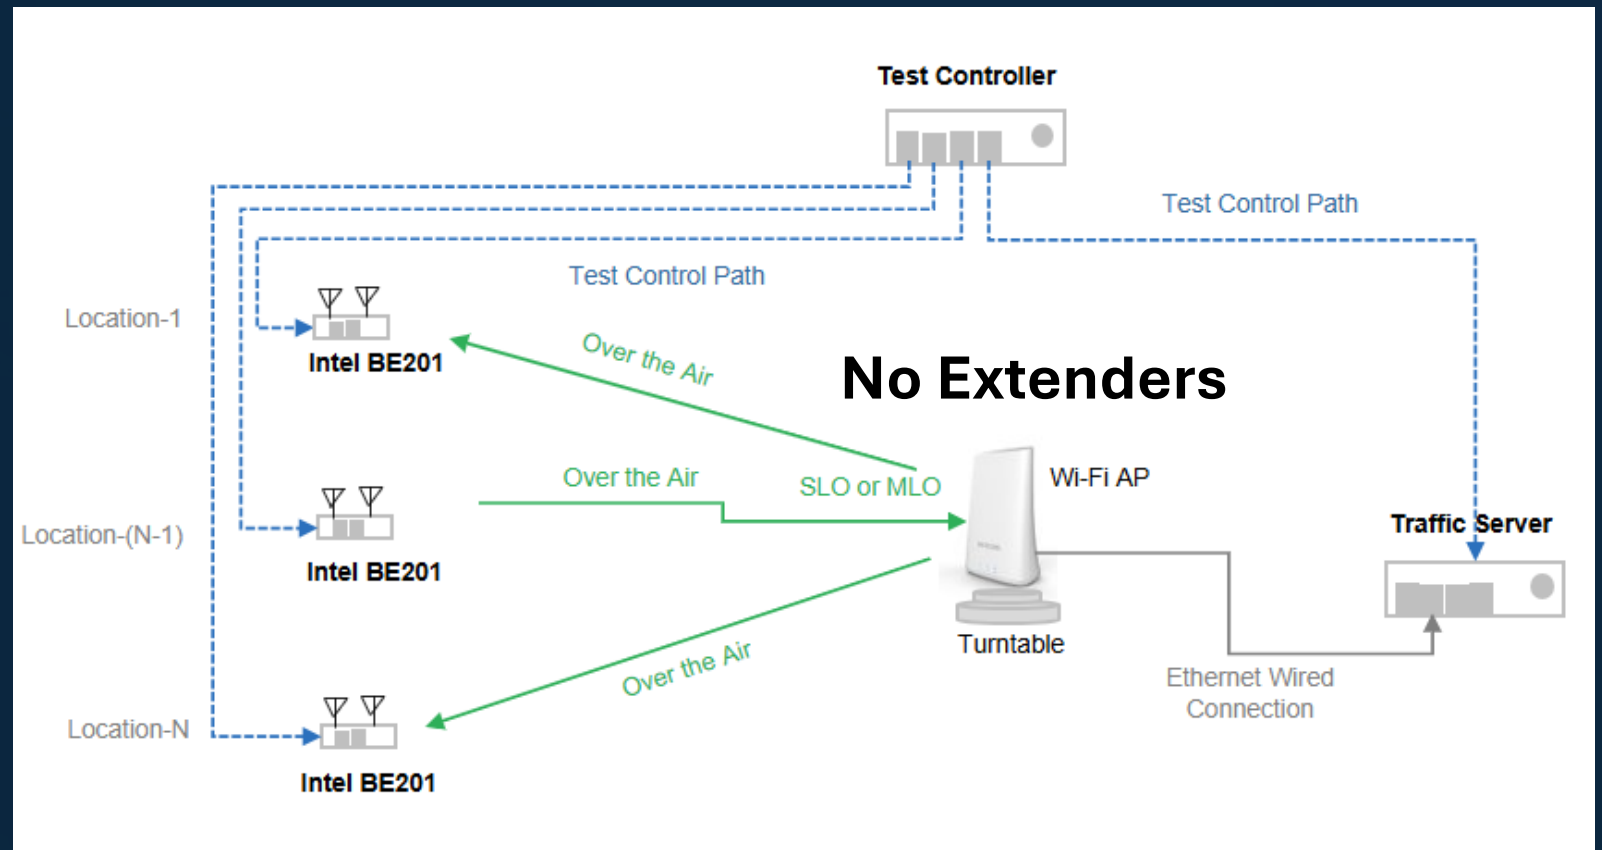 Test Controller
Test Control Path
Test Control Path
Location-1
Intel BE201
Over the Air
No Extenders
Over the Air
SLO or MLO
Wi-Fi AP
Location-(N-1)
Intel BE201
Traffic Server
Turntable
Over the Air
Ethernet Wired
Connection
Location-N
Intel BE201